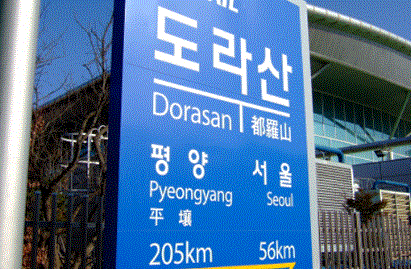 도라산
Dorasan 都羅山
평양 서울
Pyeongyang Seoul
平壤
205km 56km